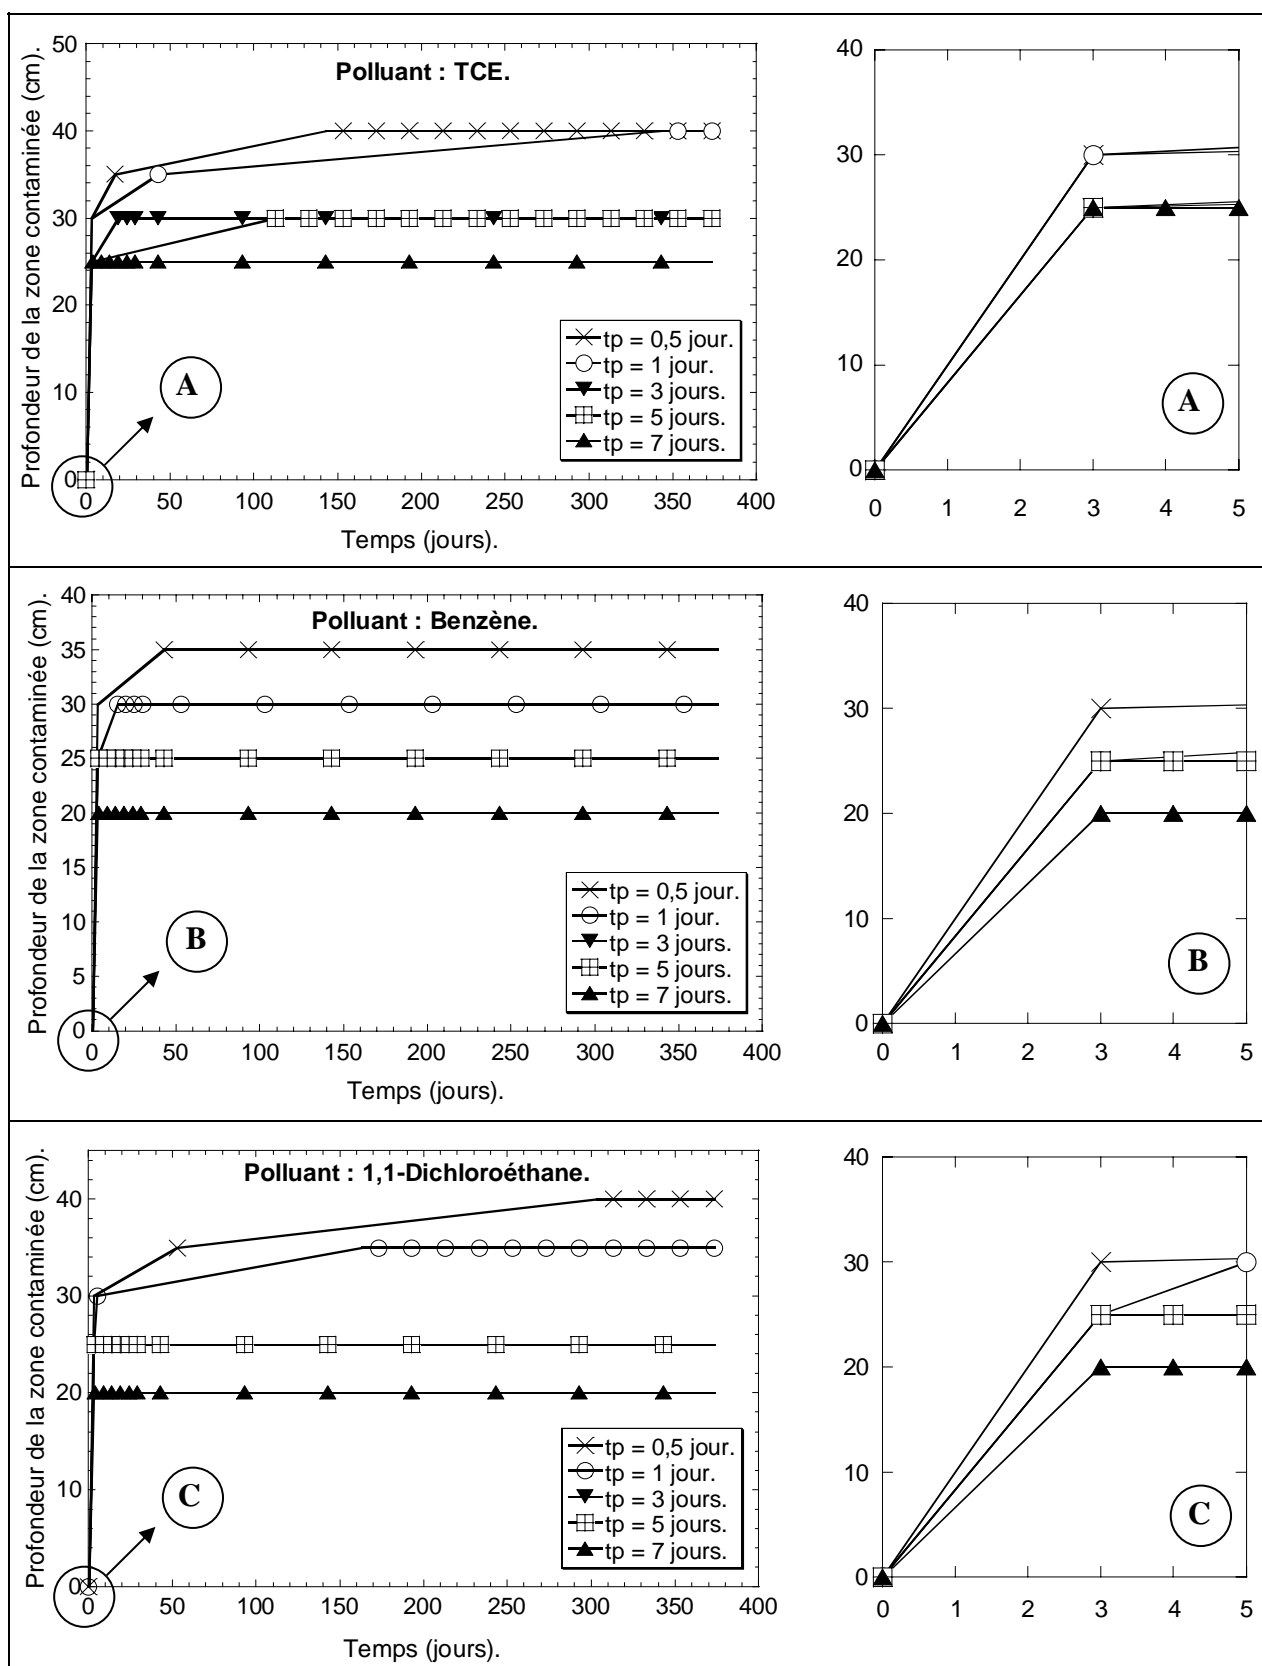 Polluant : TCE.
Profondeur de la zone contaminée (cm).
50
40
30
20
10
0
0 50 100 150 200 250 300 350 400
Temps (jours).
A
tp = 0,5 jour.
tp = 1 jour.
tp = 3 jours.
tp = 5 jours.
tp = 7 jours.
40
30
20
10
0
0 1 2 3 4 5
A
Polluant : Benzène.
Profondeur de la zone contaminée (cm).
40
35
30
25
20
15
10
5
0
0 50 100 150 200 250 300 350 400
Temps (jours).
B
tp = 0,5 jour.
tp = 1 jour.
tp = 3 jours.
tp = 5 jours.
tp = 7 jours.
40
30
20
10
0
0 1 2 3 4 5
B
Polluant : 1,1-Dichloroéthane.
Profondeur de la zone contaminée (cm).
40
30
20
10
0
0 50 100 150 200 250 300 350 400
Temps (jours).
C
tp = 0,5 jour.
tp = 1 jour.
tp = 3 jours.
tp = 5 jours.
tp = 7 jours.
40
30
20
10
0
0 1 2 3 4 5
C